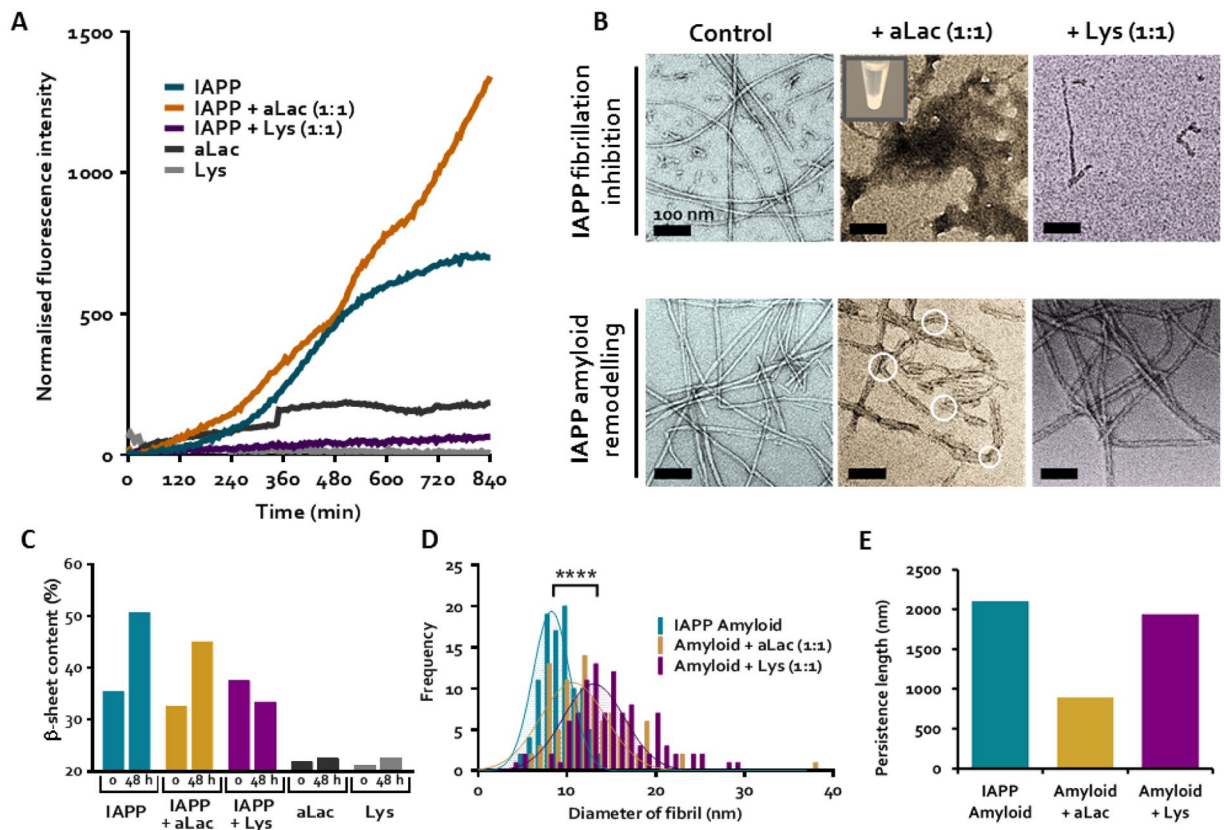 A
1500
1000
500
0
Normalised fluorescence intensity
IAPP
IAPP + aLac (1:1)
IAPP + Lys (1:1)
aLac
Lys
0 120 240 360 480 600 720 840
Time (min)
B
Control
+ aLac (1:1)
+ Lys (1:1)
IAPP fibrillation
inhibition
100 nm
IAPP amyloid
remodelling
C
β-sheet content (%)
60
50
40
30
20
0 48 h 0 48 h 0 48 h 0 48 h 0 48 h
IAPP IAPP IAPP aLac Lys
+ aLac + Lys
D
Frequency
25
20
15
10
5
0
****
IAPP Amyloid
Amyloid + aLac (1:1)
Amyloid + Lys (1:1)
0 10 20 30 40
Diameter of fibril (nm)
E
Persistence length (nm)
2500
2000
1500
1000
500
0
IAPP Amyloid Amyloid
Amyloid + aLac + Lys